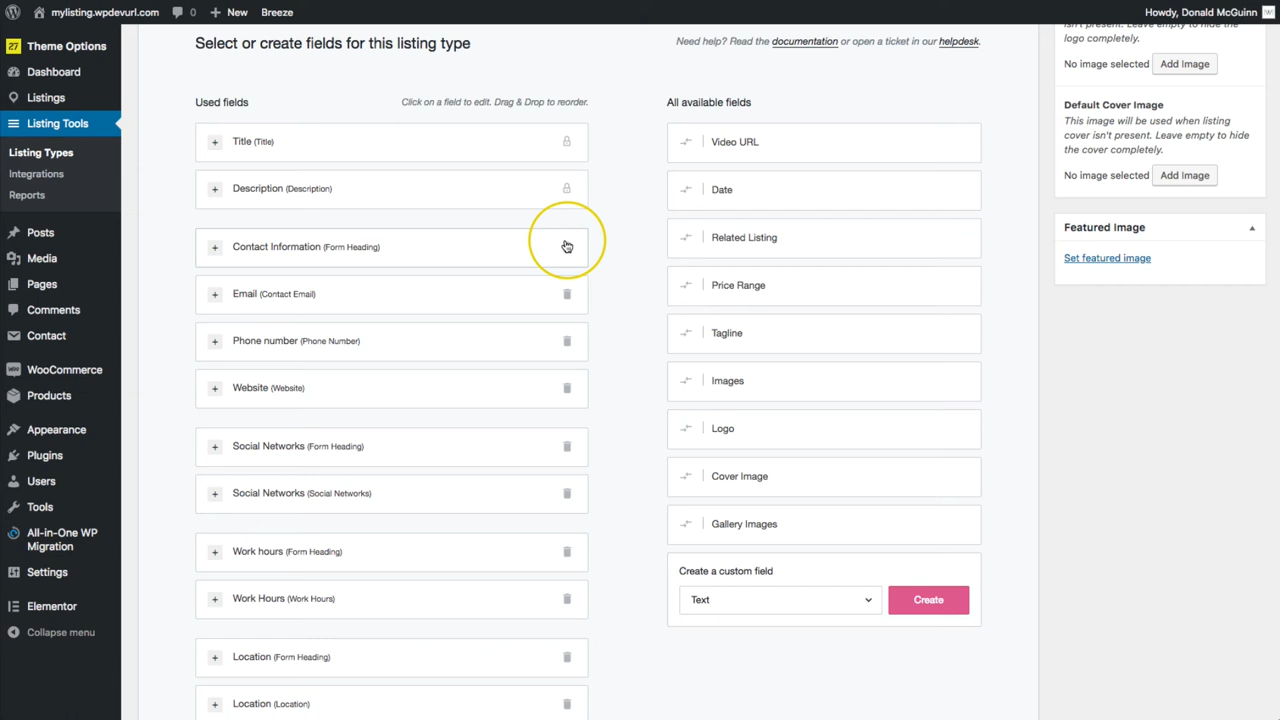 mylisting.wpdevurl.com
0
New
Breeze
Howdy, Donald McGuinn
27
Theme Options
Dashboard
Listings
Listing Tools
Listing Types
Integrations
Reports
Posts
Media
Pages
Comments
Contact
WooCommerce
Products
Appearance
Plugins
Users
Tools
All-in-One WP
Migration
Settings
Elementor
Collapse menu
Select or create fields for this listing type
Need help? Read the documentation or open a ticket in our helpdesk.
Used fields
Click on a field to edit. Drag & Drop to reorder.
Title (Title)
Description (Description)
Contact Information (Form Heading)
Email (Contact Email)
Phone number (Phone Number)
Website (Website)
Social Networks (Form Heading)
Social Networks (Social Networks)
Work hours (Form Heading)
Work Hours (Work Hours)
Location (Form Heading)
Location (Location)
All available fields
Video URL
Date
Related Listing
Price Range
Tagline
Images
Logo
Cover Image
Gallery Images
Create a custom field
Text
Create
isn't present. Leave empty to hide the
logo completely.
No image selected Add Image
Default Cover Image
This image will be used when listing
cover isn't present. Leave empty to hide
the cover completely.
No image selected Add Image
Featured Image
Set featured image